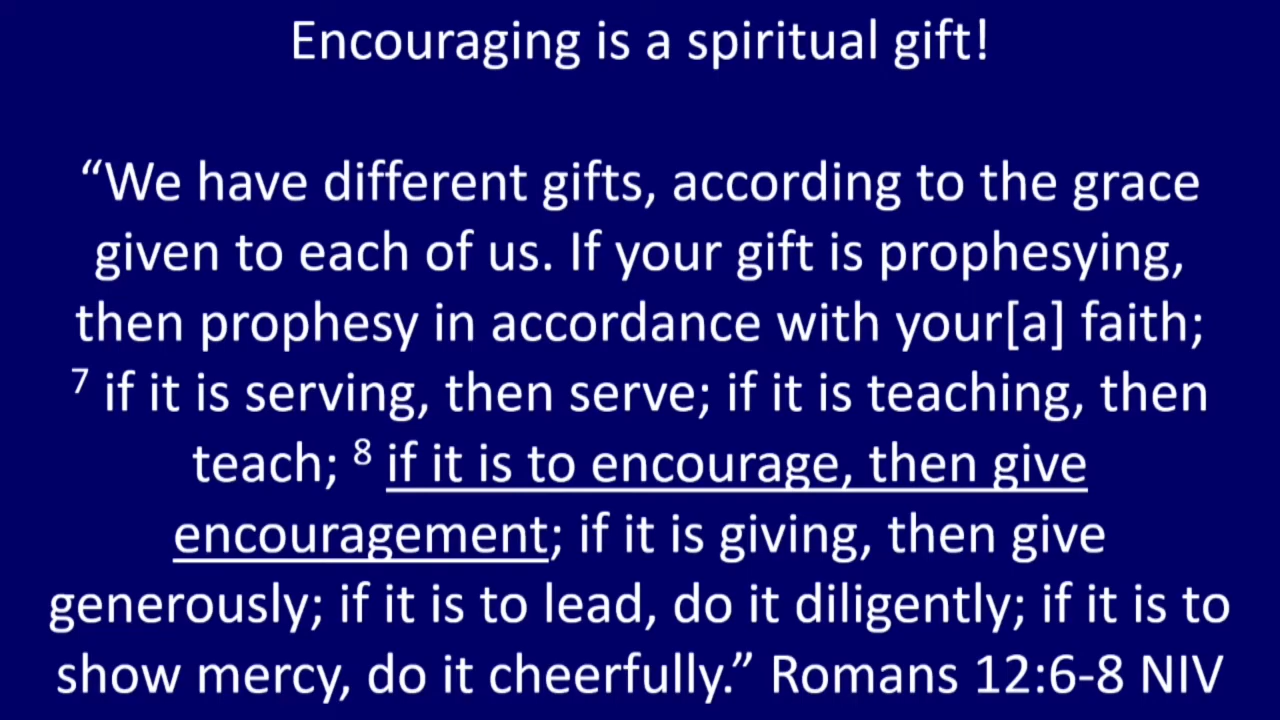 Encouraging is a spiritual gift!
“We have different gifts, according to the grace
given to each of us. If your gift is prophesying,
then prophesy in accordance with your[a] faith;
7 if it is serving, then serve; if it is teaching, then
teach; 8 if it is to encourage, then give
encouragement; if it is giving, then give
generously; if it is to lead, do it diligently; if it is to
show mercy, do it cheerfully.” Romans 12:6-8 NIV